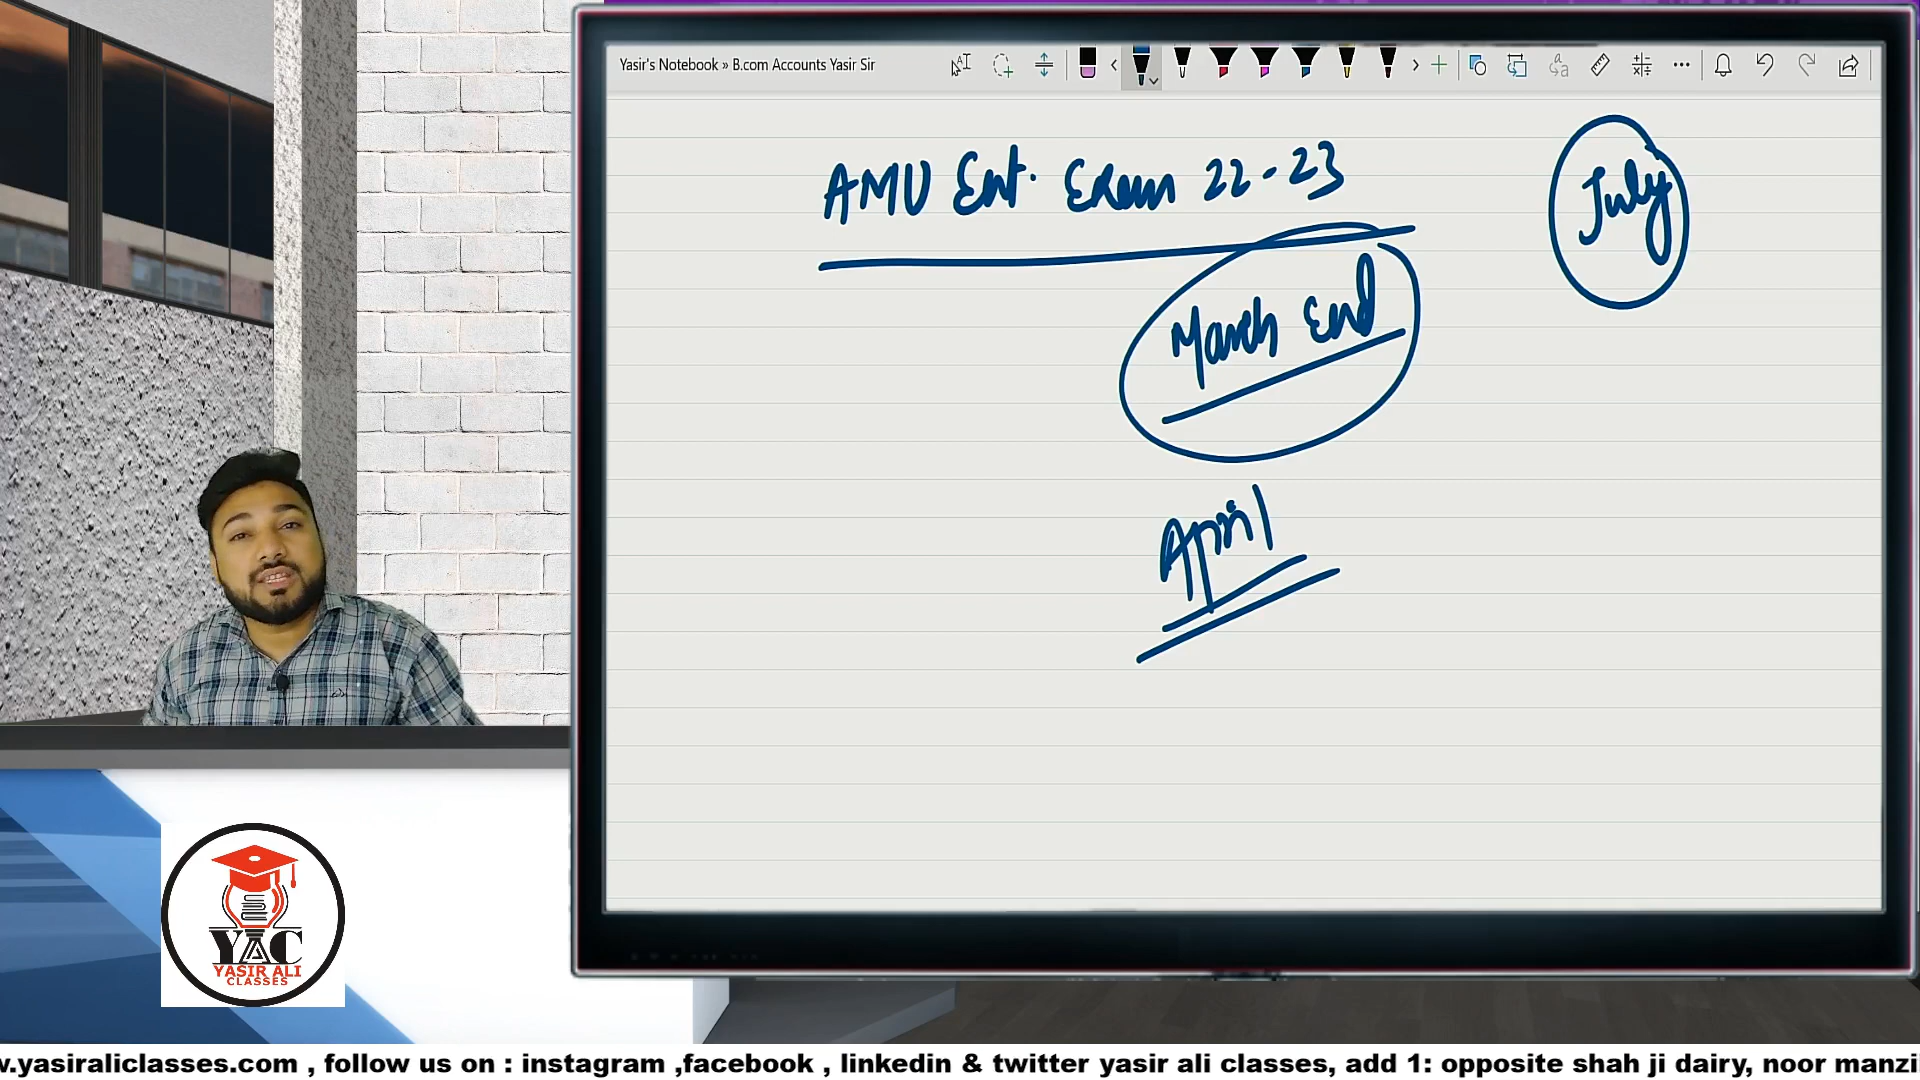 Yasir's Notebook » B.com Accounts Yasir Sir
AMU Ent. Exam 22-23
July
March End
April
YAC
YASIR ALI
CLASSES
.yasiraliclasses.com , follow us on : instagram ,facebook , linkedin & twitter yasir ali classes, add 1: opposite shah ji dairy, noor manzi